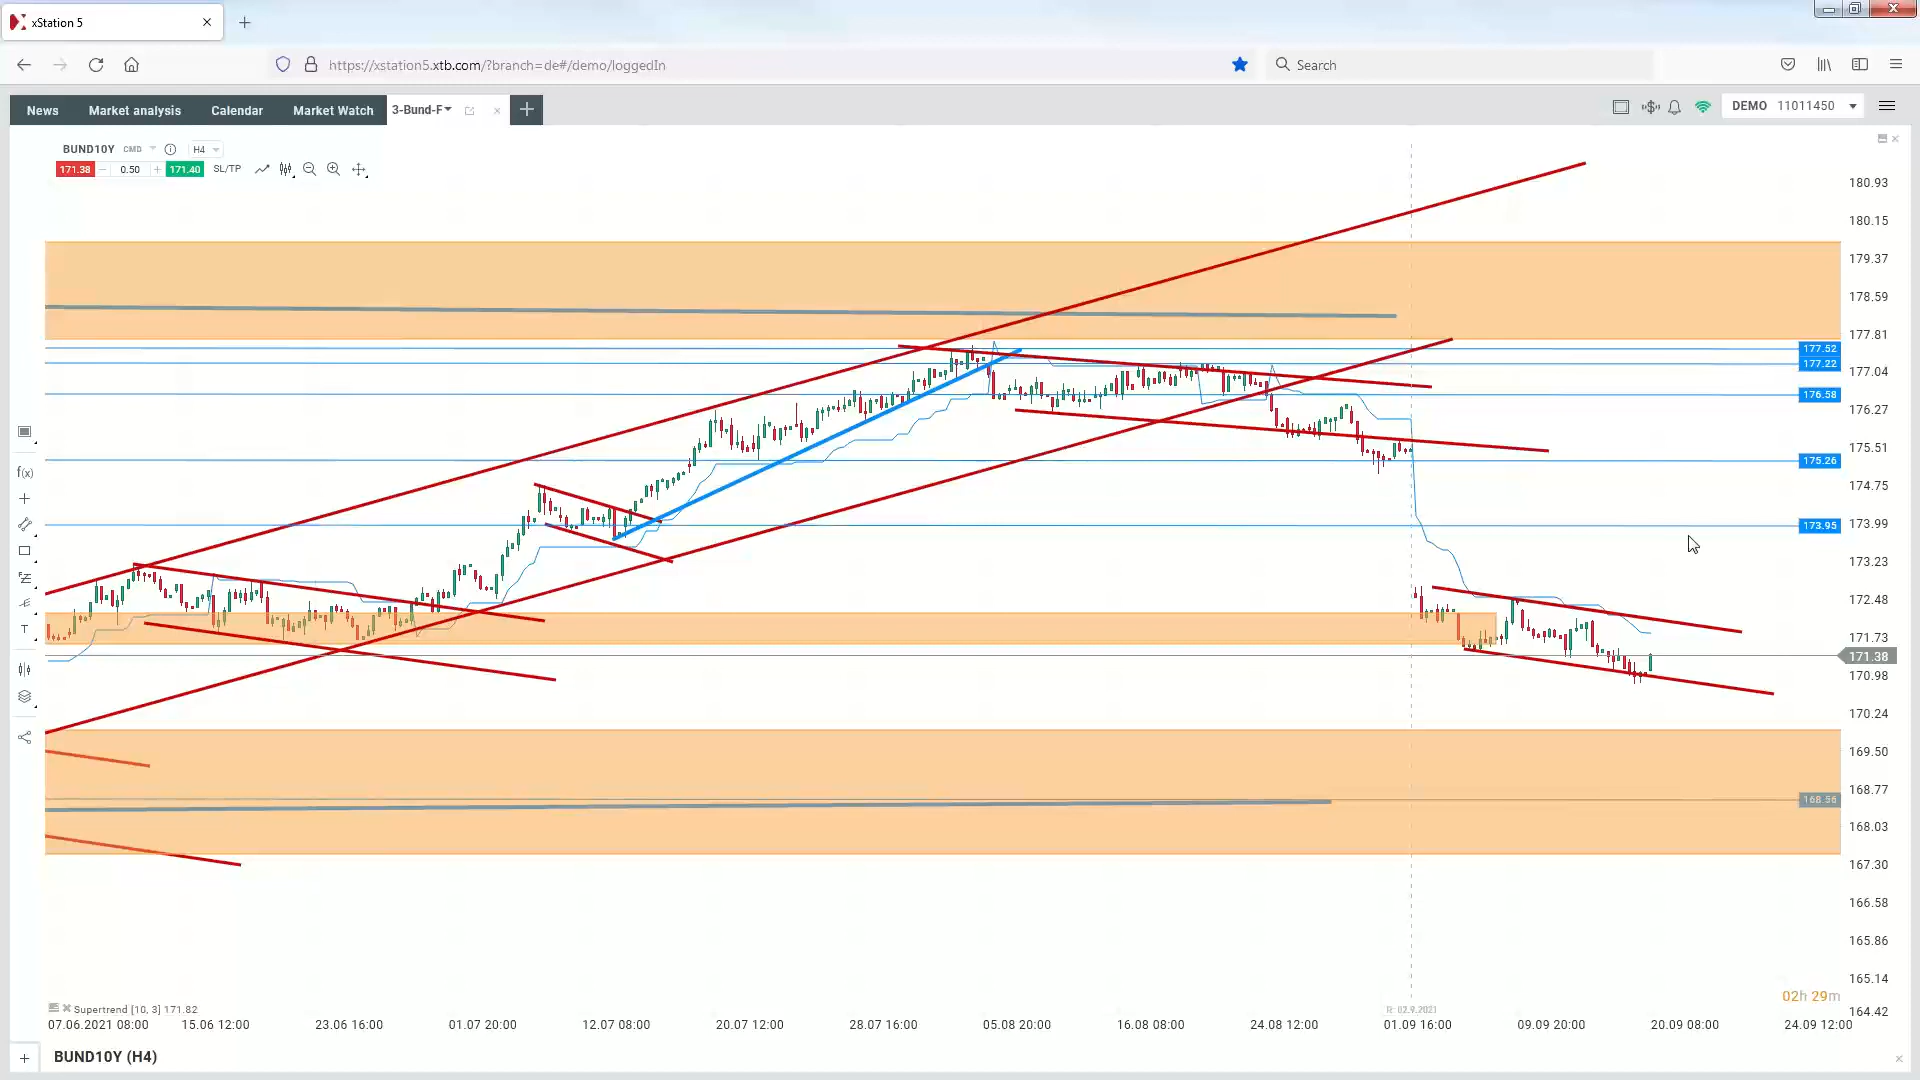 xStation 5
https://xstation5.xtb.com/?branch=de#/demo/loggedIn
Search
News
Market analysis
Calendar
Market Watch
3-Bund-F
DEMO 11011450
BUND10Y CMD H4
171.38 0.50 171.40 SL/TP
180.93
180.15
179.37
178.59
177.81
177.52
177.22
177.04
176.58
176.27
175.51
175.26
174.75
173.99
173.95
173.23
172.48
171.73
171.38
170.98
170.24
169.50
168.77
168.56
168.03
167.30
166.58
165.86
165.14
164.42
f(x)
T
02h 29m
Supertrend [10, 3] 171.82
07.06.2021 08:00
15.06 12:00
23.06 16:00
01.07 20:00
12.07 08:00
20.07 12:00
28.07 16:00
05.08 20:00
16.08 08:00
24.08 12:00
01.09 16:00
09.09 20:00
20.09 08:00
24.09 12:00
BUND10Y (H4)